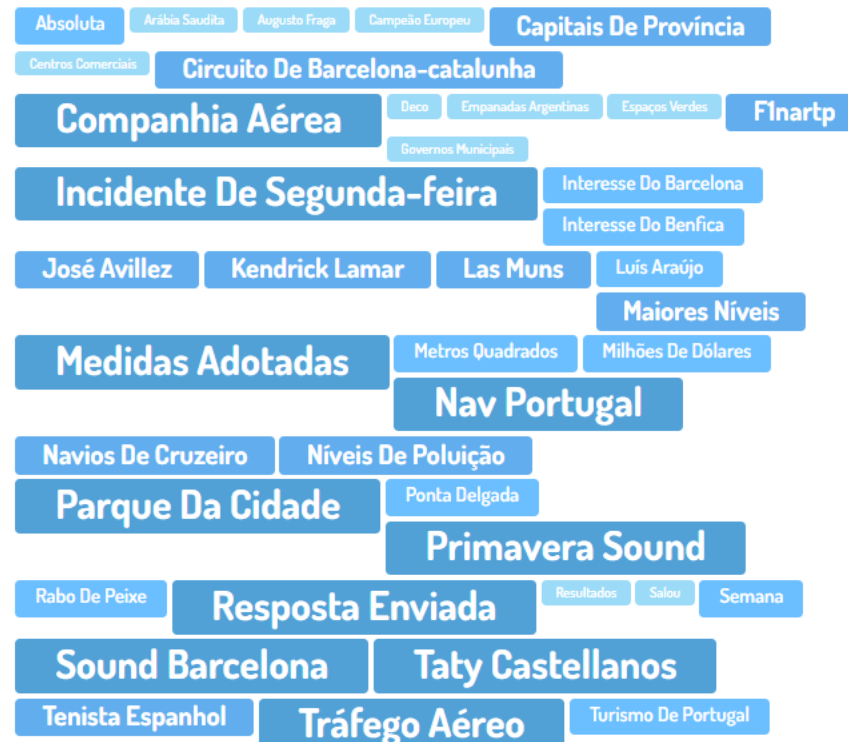 Absoluta Arábia Saudita Augusto Fraga Campeão Europeu Capitais De Província
Centros Comerciais Circuito De Barcelona-catalunha
Companhia Aérea Deco Empanadas Argentinas Espaços Verdes F1nartp
Governos Municipais
Incidente De Segunda-feira Interesse Do Barcelona
Interesse Do Benfica
José Avillez Kendrick Lamar Las Muns Luís Araújo
Maiores Níveis
Medidas Adotadas Metros Quadrados Milhões De Dólares
Nav Portugal
Navios De Cruzeiro Níveis De Poluição
Parque Da Cidade Ponta Delgada
Primavera Sound
Rabo De Peixe Resposta Enviada Resultados Salou Semana
Sound Barcelona Taty Castellanos
Tenista Espanhol Tráfego Aéreo Turismo De Portugal